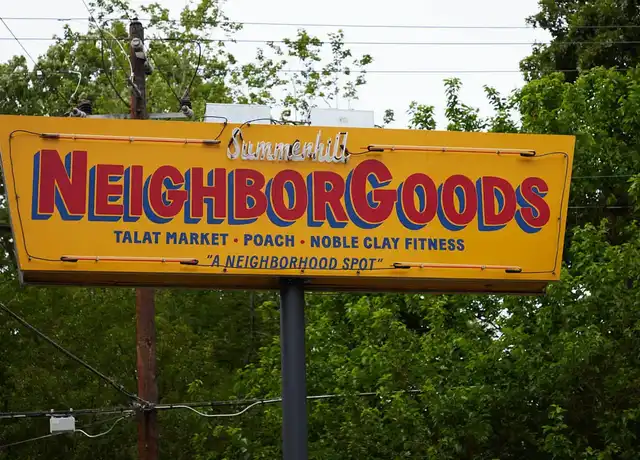 Summerhill
NEIGHBORGOODS
TALAT MARKET • POACH • NOBLE CLAY FITNESS
"A NEIGHBORHOOD SPOT"